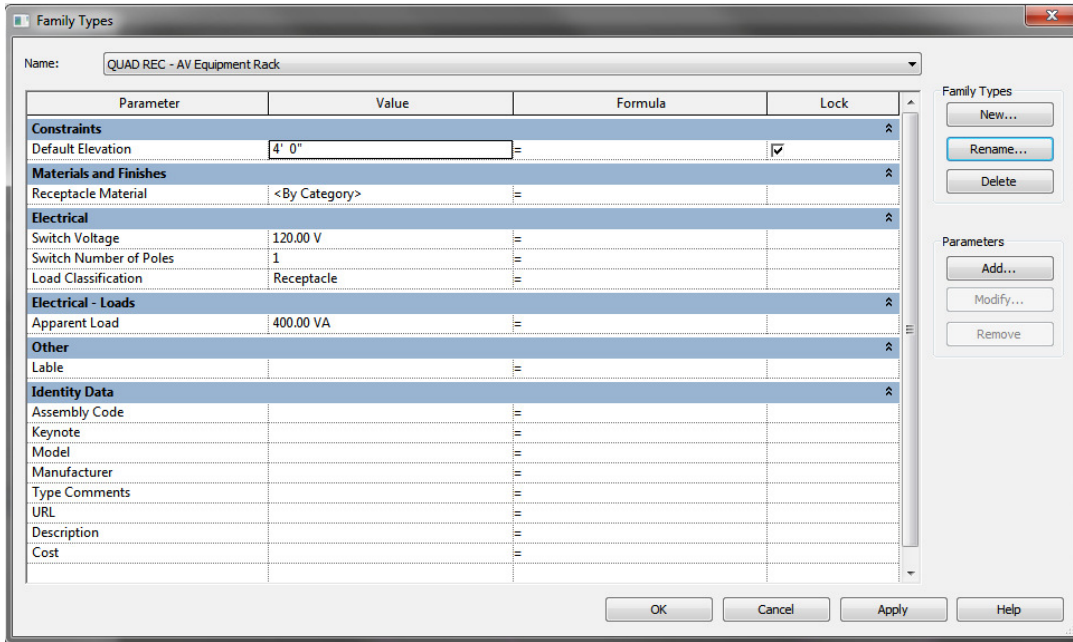 Family Types
Name: QUAD REC - AV Equipment Rack
Parameter Value Formula Lock
Constraints
Default Elevation 4' 0" =
Materials and Finishes
Receptacle Material <By Category> =
Electrical
Switch Voltage 120.00 V =
Switch Number of Poles 1 =
Load Classification Receptacle =
Electrical - Loads
Apparent Load 400.00 VA =
Other
Lable =
Identity Data
Assembly Code =
Keynote =
Model =
Manufacturer =
Type Comments =
URL =
Description =
Cost =
Family Types
New...
Rename...
Delete
Parameters
Add...
Modify...
Remove
OK Cancel Apply Help